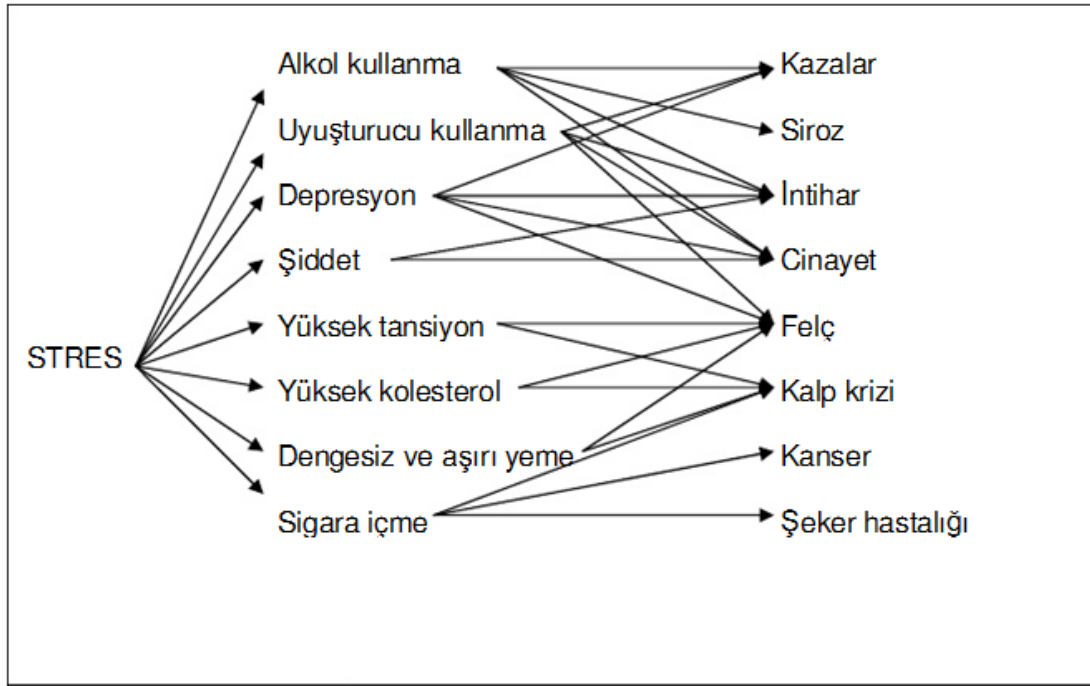 Alkol kullanma
Kazalar
Uyuşturucu kullanma
Siroz
Depresyon
İntihar
Şiddet
Cinayet
Yüksek tansiyon
Felç
STRES
Yüksek kolesterol
Kalp krizi
Dengesiz ve aşırı yeme
Kanser
Sigara içme
Şeker hastalığı